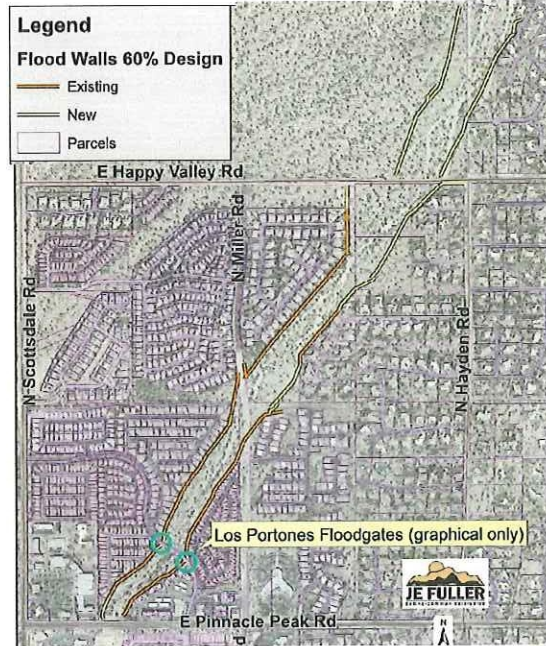 Legend
Flood Walls 60% Design
Existing
New
Parcels
E Happy Valley Rd
N Miller Rd
N Scottsdale Rd
N Hayden Rd
Los Portones Floodgates (graphical only)
JE FULLER
E Pinnacle Peak Rd
N